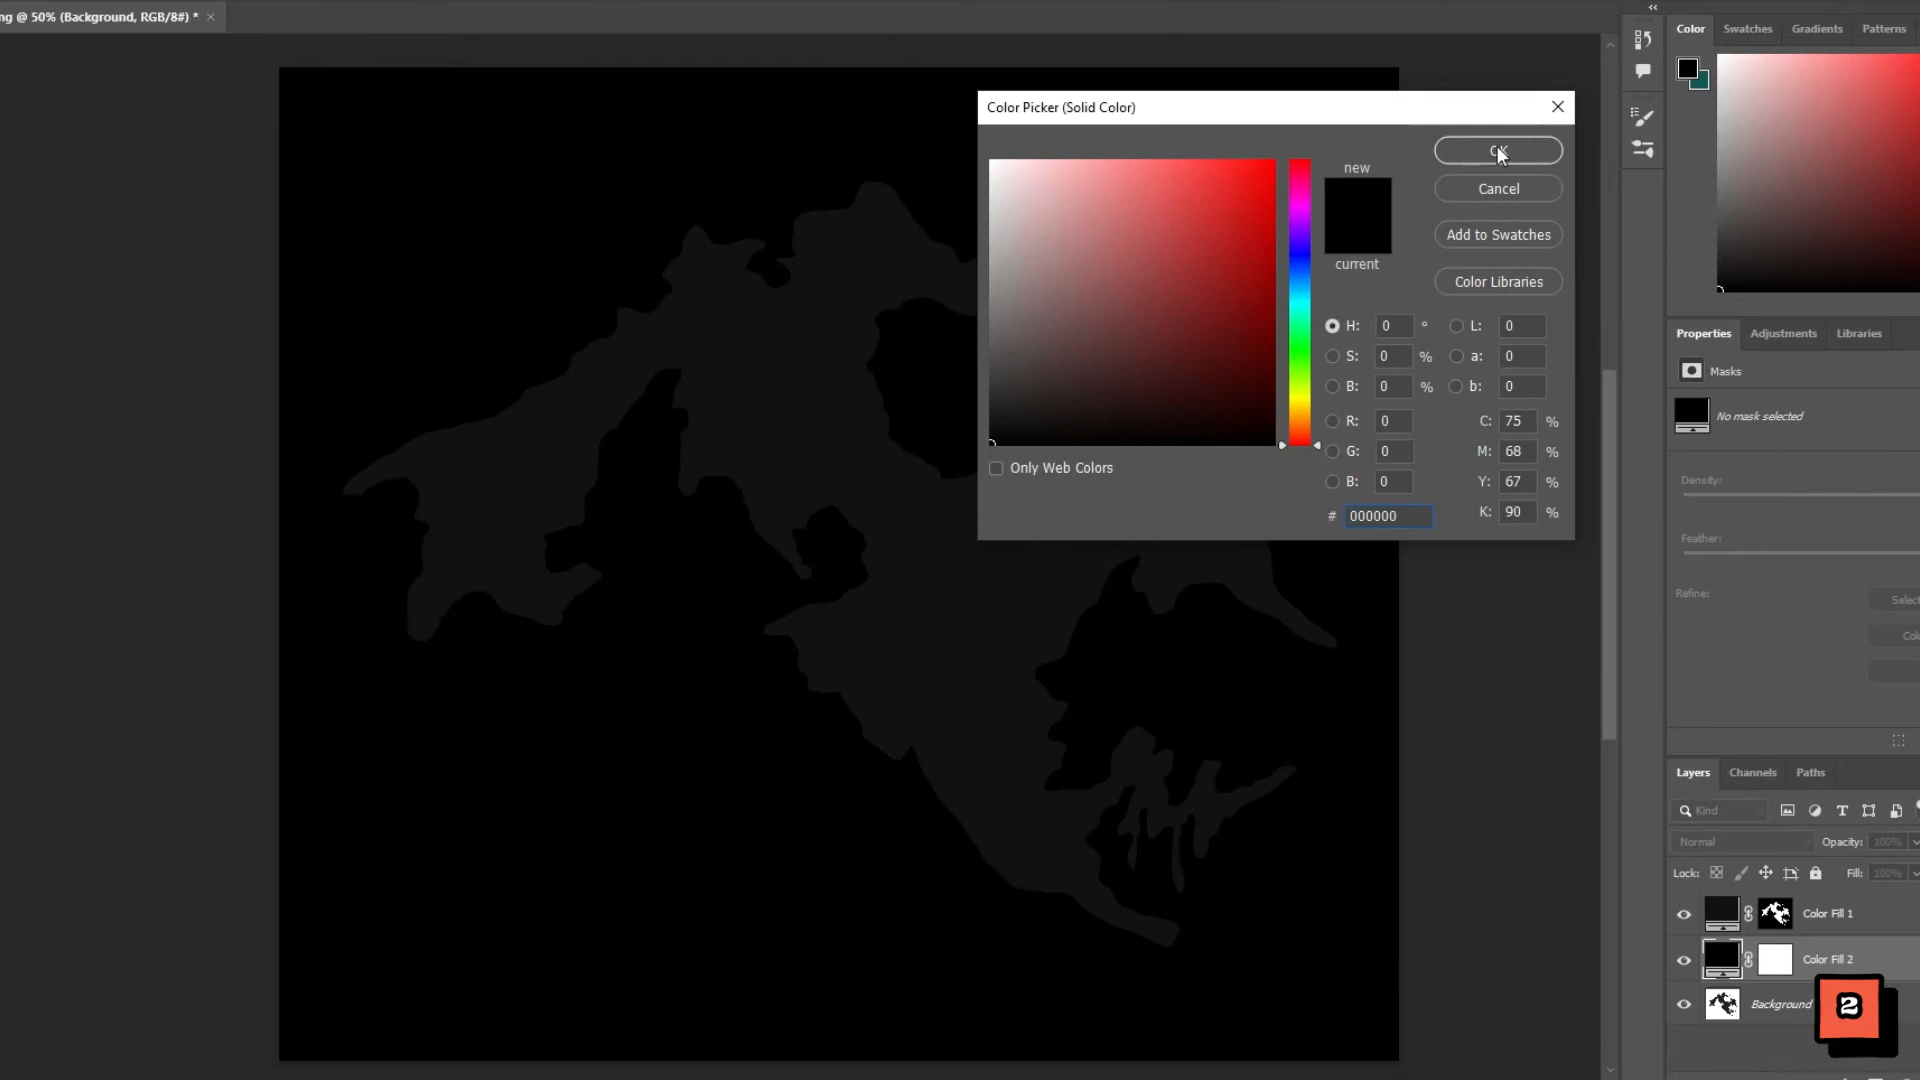 ng @ 50% (Background, RGB/8#) * ×
Color Swatches Gradients Patterns
Color Picker (Solid Color)
OK
new
Cancel
Add to Swatches
current
Color Libraries
H: 0 ° L: 0
S: 0 % a: 0
B: 0 % b: 0
R: 0 C: 75 %
G: 0 M: 68 %
B: 0 Y: 67 %
# 000000 K: 90 %
Only Web Colors
Properties Adjustments Libraries
Masks
No mask selected
Density:
Feather:
Refine:
Select
Col
Layers Channels Paths
Kind
Normal Opacity: 100%
Lock: Fill: 100%
Color Fill 1
Color Fill 2
Background
2